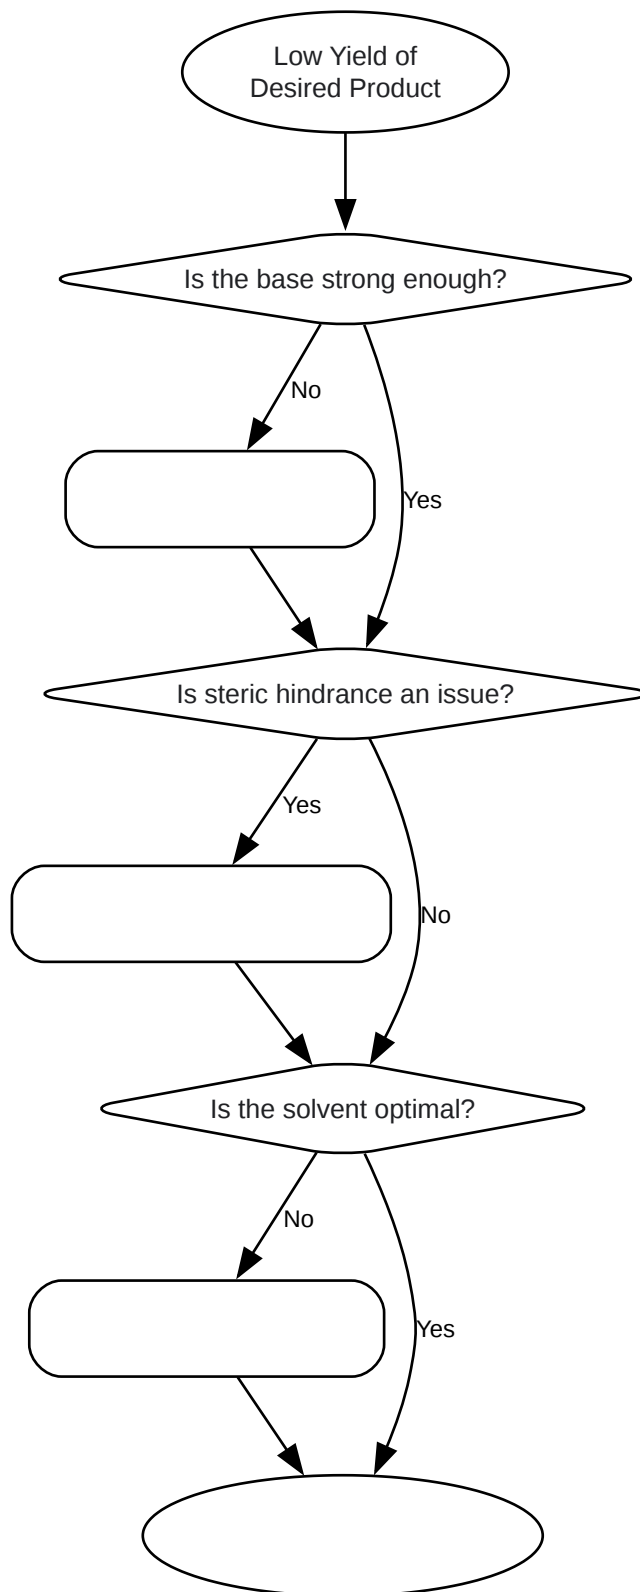 Low Yield of
Desired Product
Is the base strong enough?
No
Yes
Is steric hindrance an issue?
Yes
No
Is the solvent optimal?
No
Yes